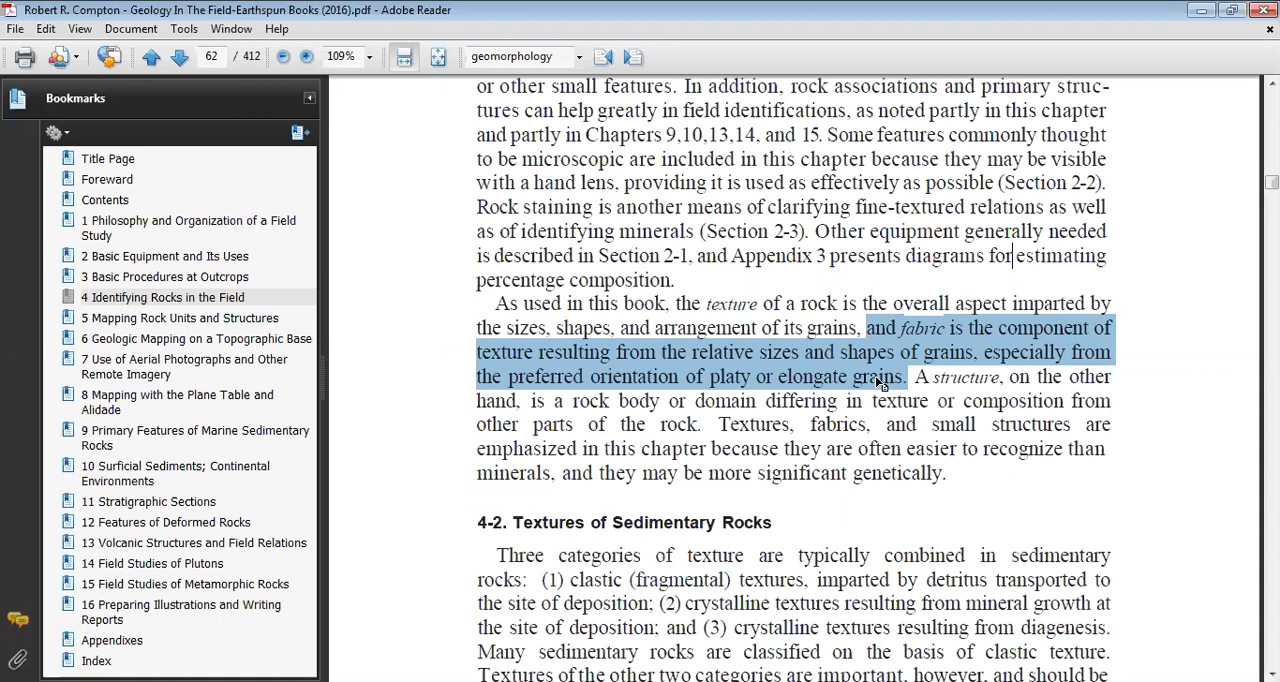 Robert R. Compton - Geology In The Field-Earthspun Books (2016).pdf - Adobe Reader
File Edit View Document Tools Window Help
62 / 412 109% geomorphology
Bookmarks
Title Page
Foreward
Contents
1 Philosophy and Organization of a Field
Study
2 Basic Equipment and Its Uses
3 Basic Procedures at Outcrops
4 Identifying Rocks in the Field
5 Mapping Rock Units and Structures
6 Geologic Mapping on a Topographic Base
7 Use of Aerial Photographs and Other
Remote Imagery
8 Mapping with the Plane Table and
Alidade
9 Primary Features of Marine Sedimentary
Rocks
10 Surficial Sediments; Continental
Environments
11 Stratigraphic Sections
12 Features of Deformed Rocks
13 Volcanic Structures and Field Relations
14 Field Studies of Plutons
15 Field Studies of Metamorphic Rocks
16 Preparing Illustrations and Writing
Reports
Appendixes
Index
or other small features. In addition, rock associations and primary struc-
tures can help greatly in field identifications, as noted partly in this chapter
and partly in Chapters 9,10,13,14, and 15. Some features commonly thought
to be microscopic are included in this chapter because they may be visible
with a hand lens, providing it is used as effectively as possible (Section 2-2).
Rock staining is another means of clarifying fine-textured relations as well
as of identifying minerals (Section 2-3). Other equipment generally needed
is described in Section 2-1, and Appendix 3 presents diagrams for estimating
percentage composition.
As used in this book, the texture of a rock is the overall aspect imparted by
the sizes, shapes, and arrangement of its grains, and fabric is the component of
texture resulting from the relative sizes and shapes of grains, especially from
the preferred orientation of platy or elongate grains. A structure, on the other
hand, is a rock body or domain differing in texture or composition from
other parts of the rock. Textures, fabrics, and small structures are
emphasized in this chapter because they are often easier to recognize than
minerals, and they may be more significant genetically.
4-2. Textures of Sedimentary Rocks
Three categories of texture are typically combined in sedimentary
rocks: (1) clastic (fragmental) textures, imparted by detritus transported to
the site of deposition; (2) crystalline textures resulting from mineral growth at
the site of deposition; and (3) crystalline textures resulting from diagenesis.
Many sedimentary rocks are classified on the basis of clastic texture.
Textures of the other two categories are important, however, and should be